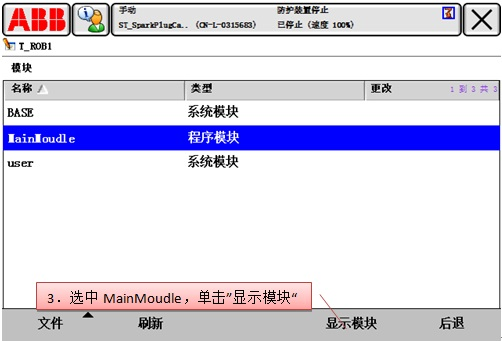 ABB
手动
防护装置停止
ST_SparkPlugCa.. (CN-L-0315683)
已停止 (速度 100%)
T_ROB1
模块
名称
类型
更改
1 到 3 共 3
BASE
系统模块
MainMoudle
程序模块
user
系统模块
3. 选中 MainMoudle，单击”显示模块“
文件
刷新
显示模块
后退